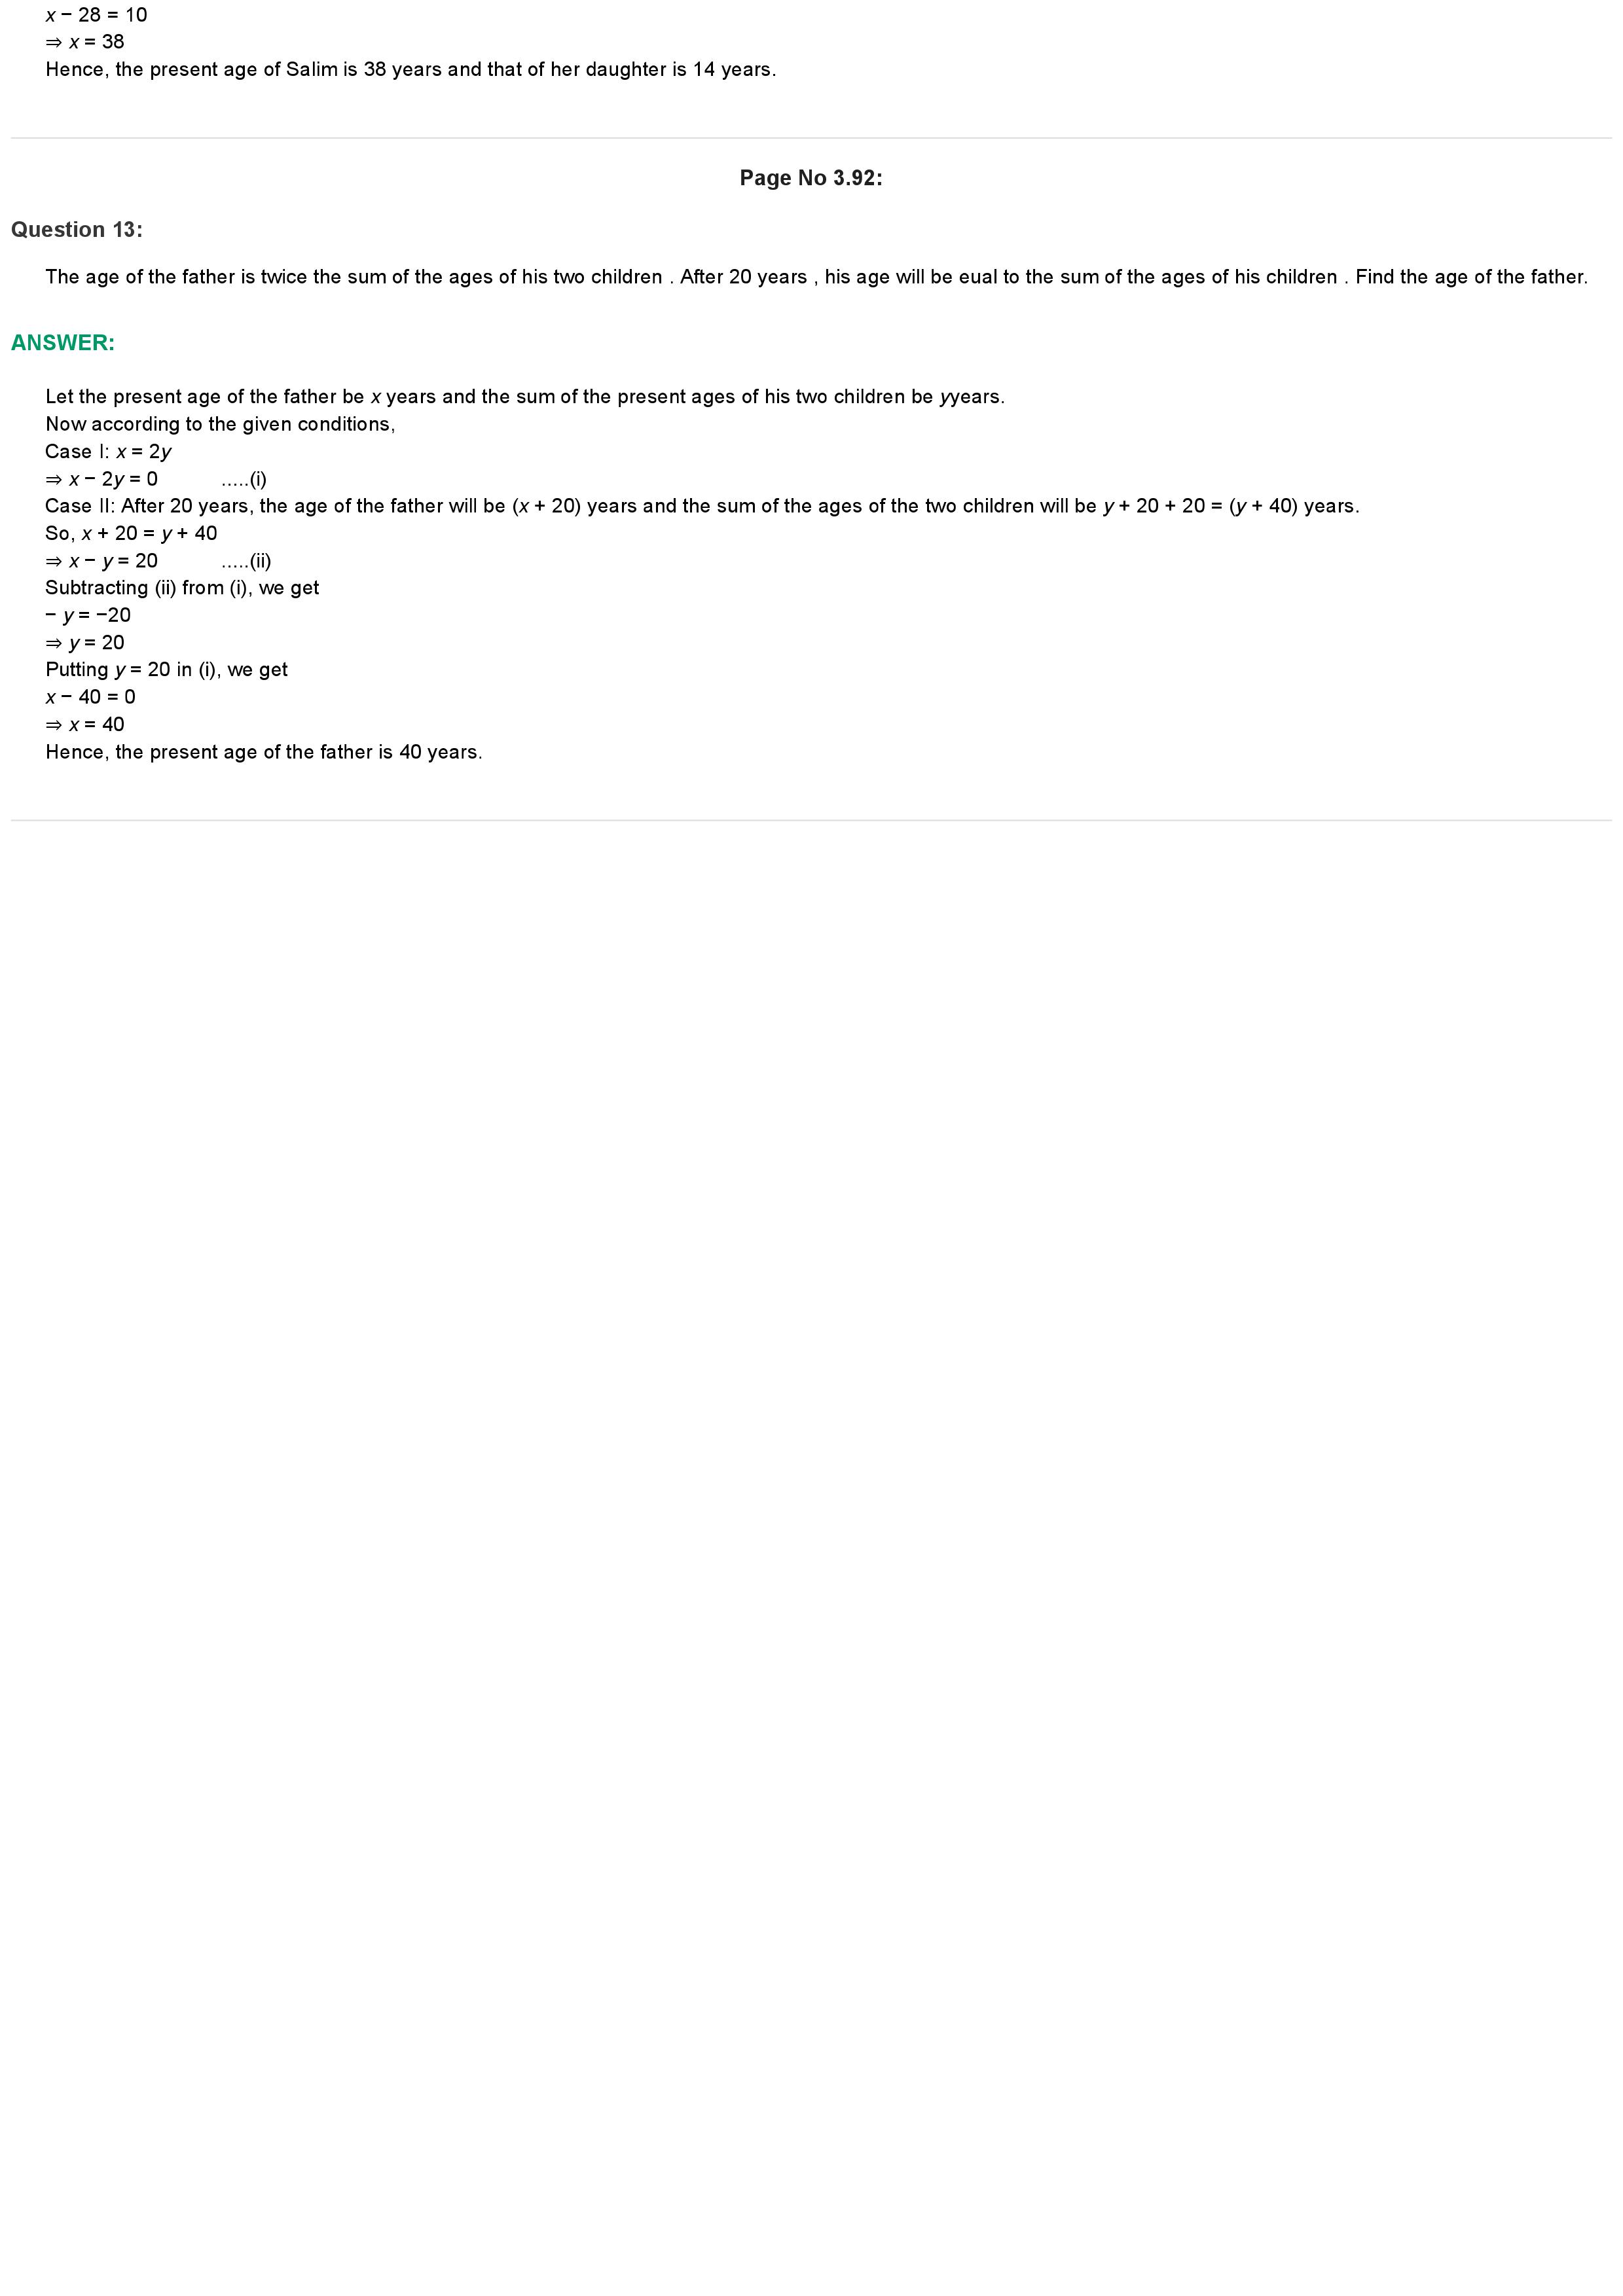 x − 28 = 10
⇒ x = 38
Hence, the present age of Salim is 38 years and that of her daughter is 14 years.
Page No 3.92:
Question 13:
The age of the father is twice the sum of the ages of his two children . After 20 years , his age will be eual to the sum of the ages of his children . Find the age of the father.
ANSWER:
Let the present age of the father be x years and the sum of the present ages of his two children be yyears.
Now according to the given conditions,
Case I: x = 2y
⇒ x − 2y = 0 .....(i)
Case II: After 20 years, the age of the father will be (x + 20) years and the sum of the ages of the two children will be y + 20 + 20 = (y + 40) years.
So, x + 20 = y + 40
⇒ x − y = 20 .....(ii)
Subtracting (ii) from (i), we get
− y = −20
⇒ y = 20
Putting y = 20 in (i), we get
x − 40 = 0
⇒ x = 40
Hence, the present age of the father is 40 years.